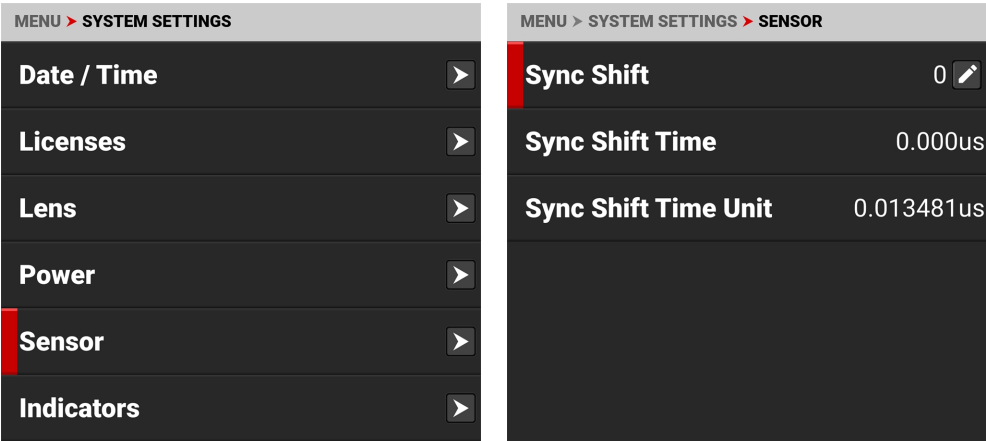 MENU ➤ SYSTEM SETTINGS
Date / Time
Licenses
Lens
Power
Sensor
Indicators
MENU ➤ SYSTEM SETTINGS ➤ SENSOR
Sync Shift 0
Sync Shift Time 0.000us
Sync Shift Time Unit 0.013481us